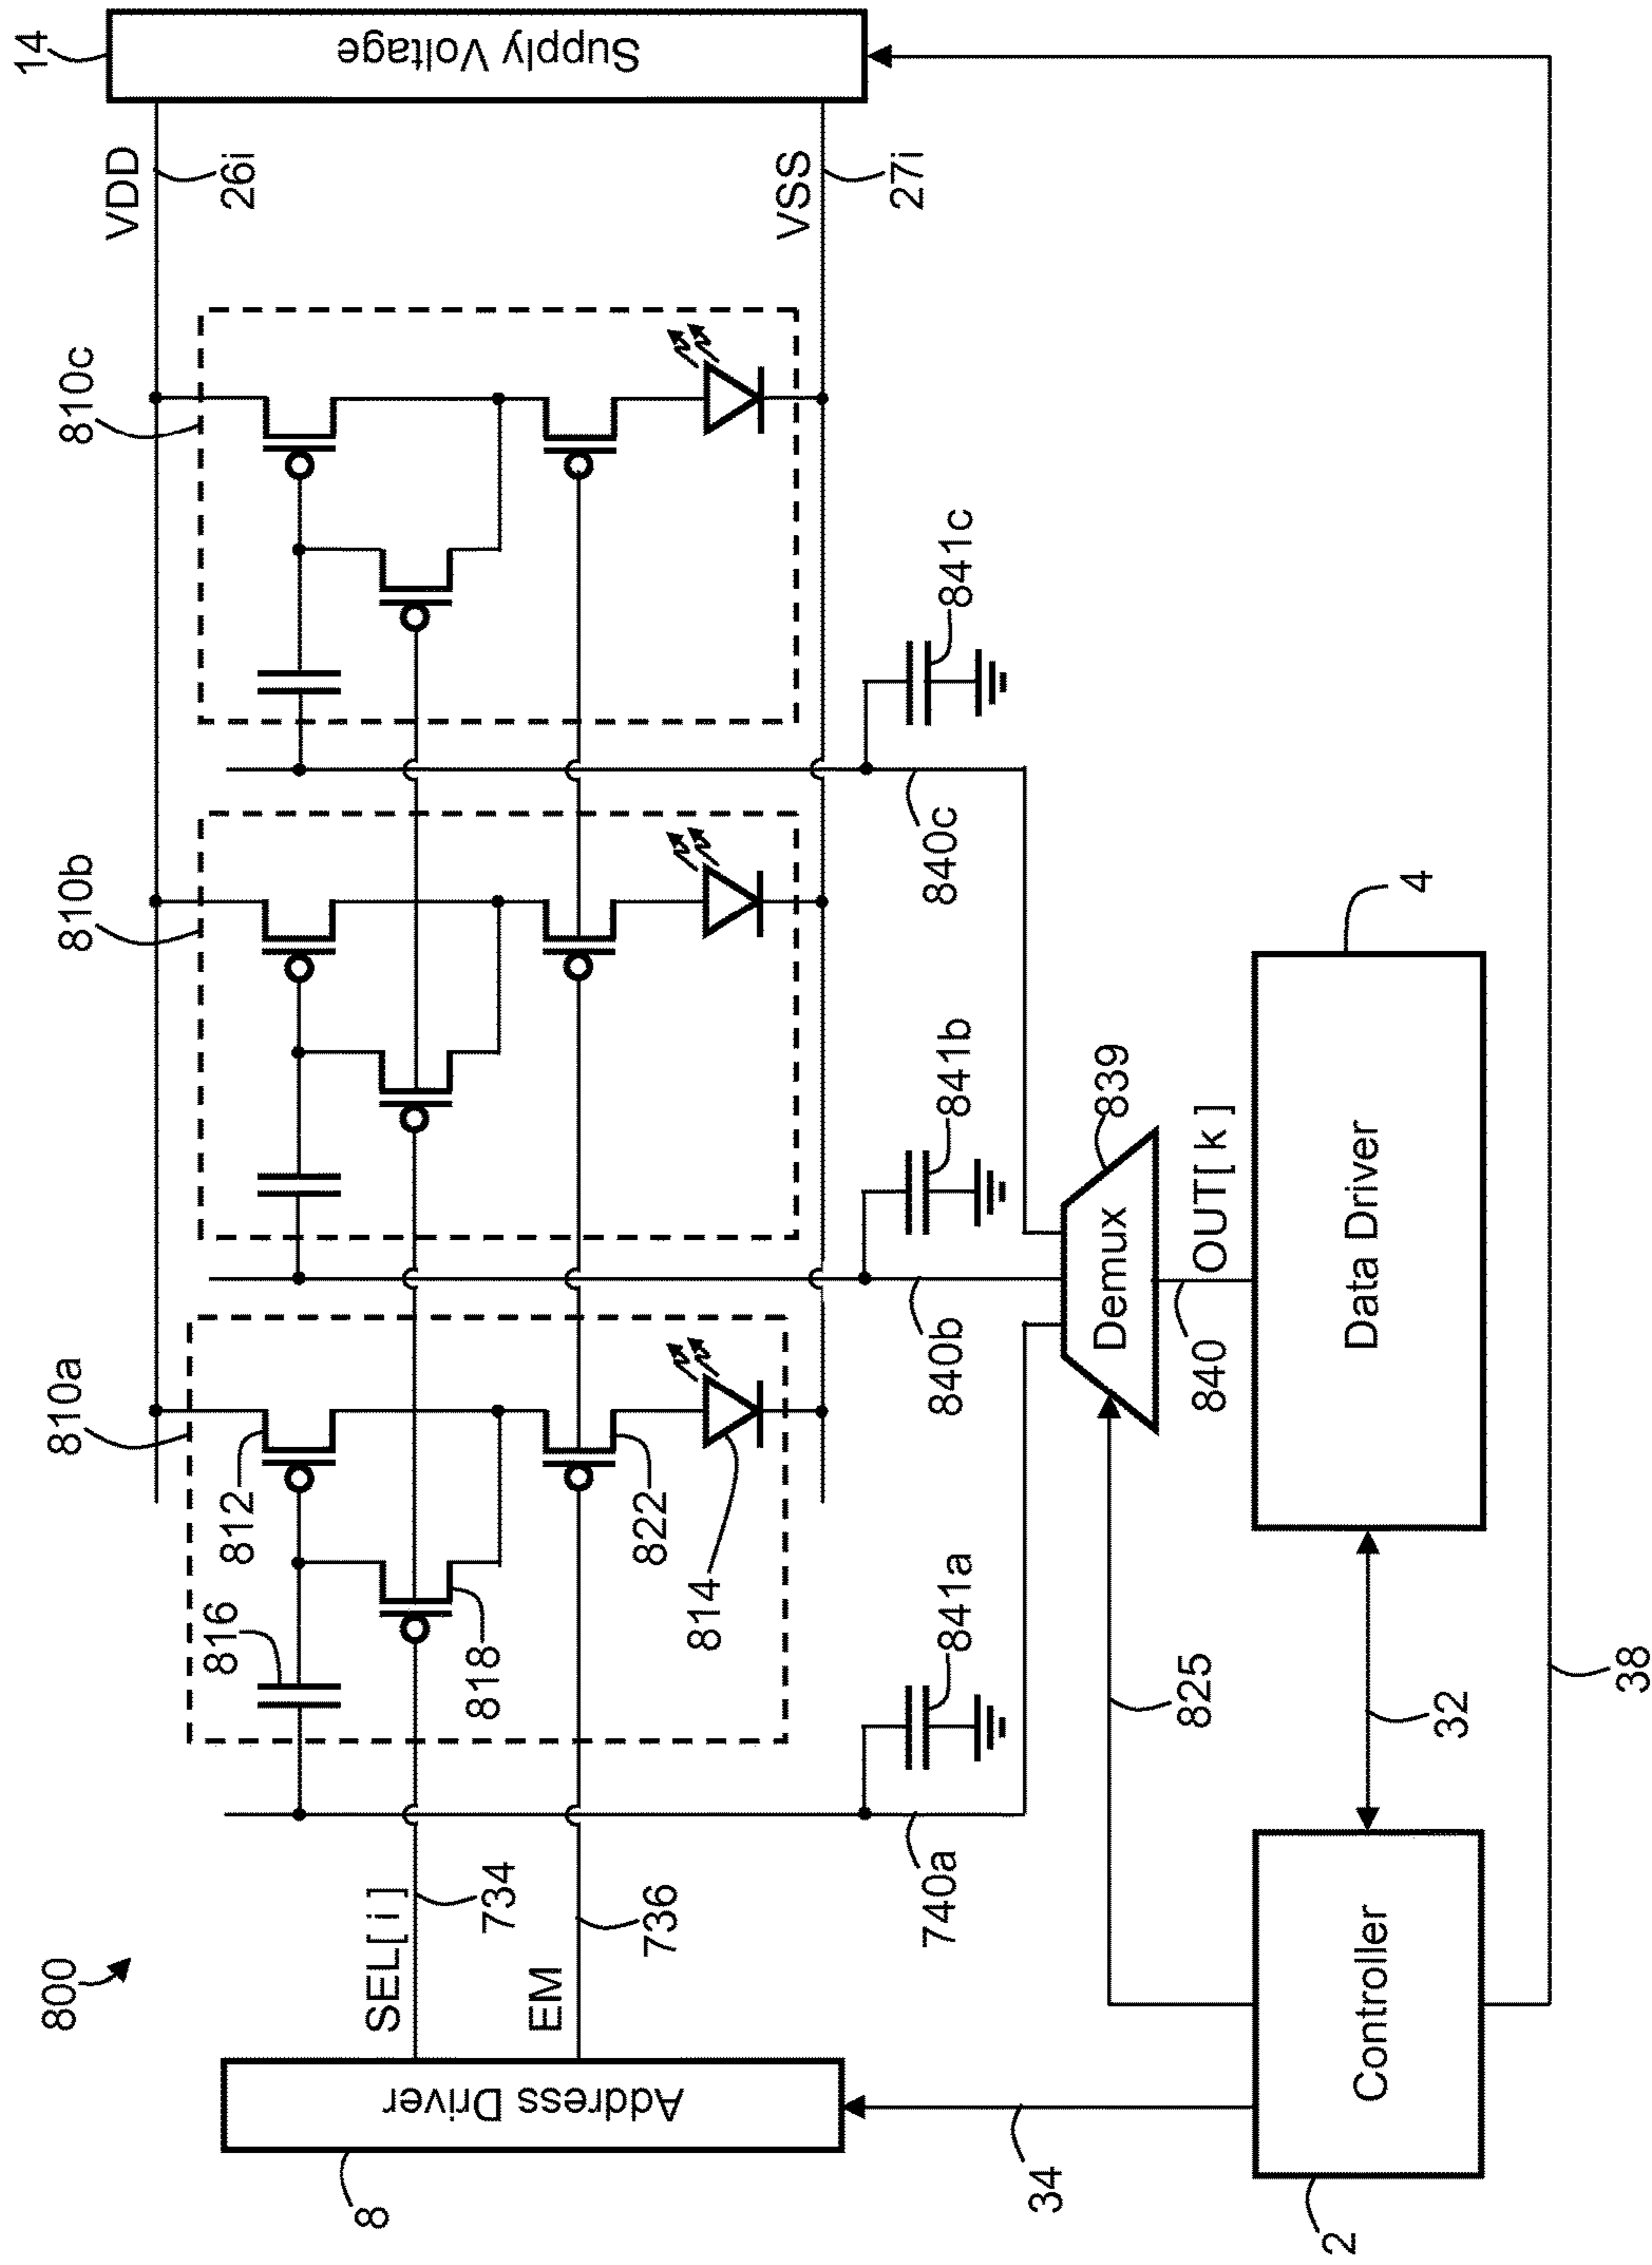 800
14
Supply Voltage
VDD
26i
VSS
27i
810a
810b
810c
812
816
818
822
814
SEL[ i ]
734
EM
736
Address Driver
8
740a
841a
840b
841b
840c
841c
Demux
839
825
840
OUT[ k ]
Data Driver
4
Controller
2
32
34
38